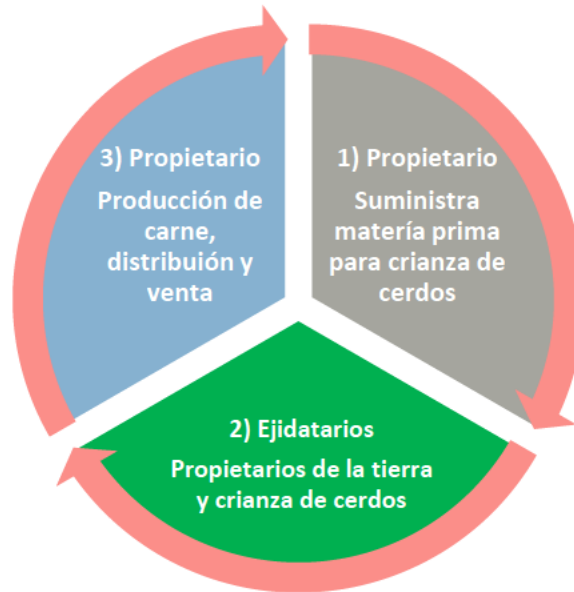 1) Propietario
Suministra
matería prima
para crianza de
cerdos
2) Ejidatarios
Propietarios de la tierra
y crianza de cerdos
3) Propietario
Producción de
carne,
distribuión y
venta